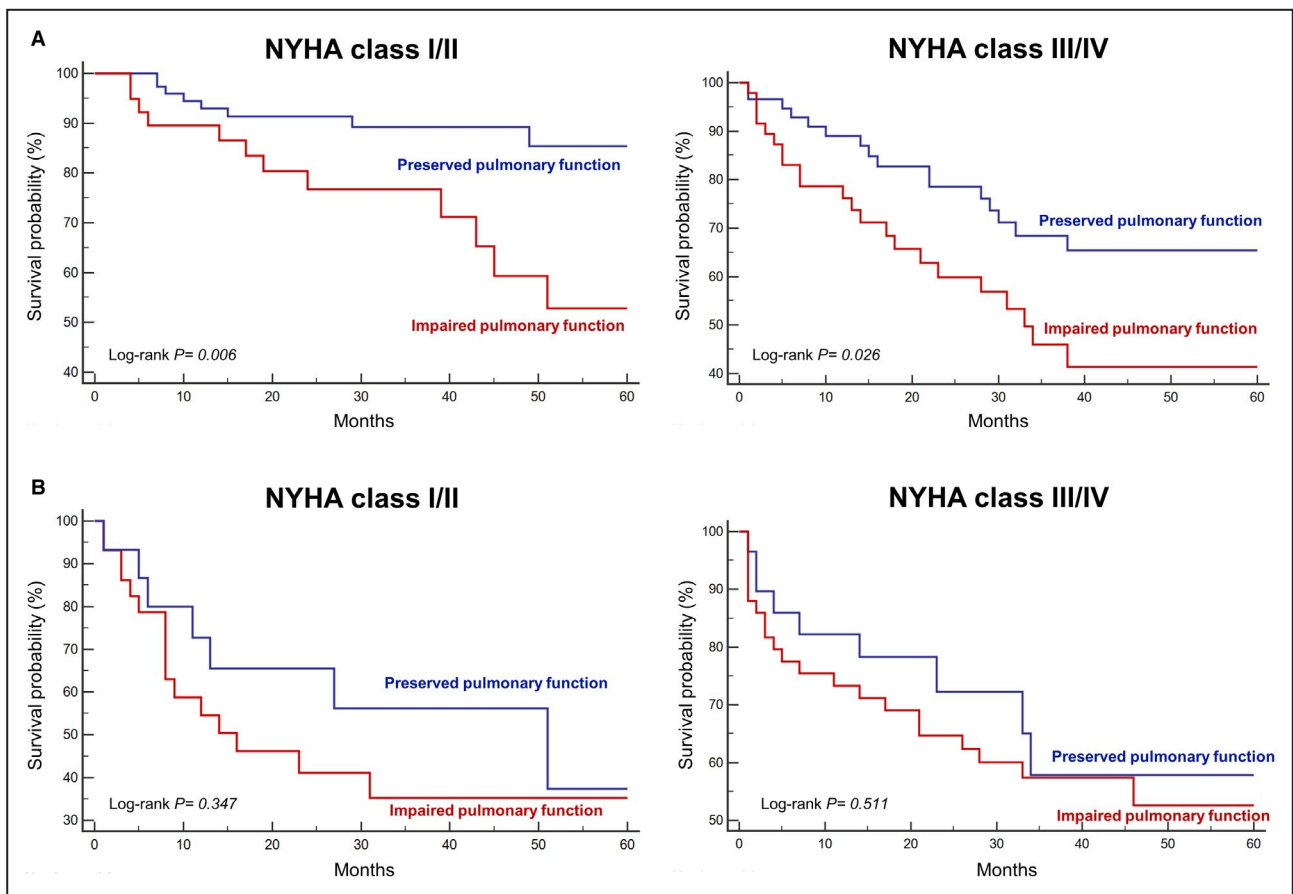 A
NYHA class I/II
Survival probability (%)
100
90
80
70
60
50
40
Preserved pulmonary function
Impaired pulmonary function
Log-rank P= 0.006
0 10 20 30 40 50 60
Months
NYHA class III/IV
Survival probability (%)
100
90
80
70
60
50
40
Preserved pulmonary function
Impaired pulmonary function
Log-rank P= 0.026
0 10 20 30 40 50 60
Months
B
NYHA class I/II
Survival probability (%)
100
90
80
70
60
50
40
30
Preserved pulmonary function
Impaired pulmonary function
Log-rank P= 0.347
0 10 20 30 40 50 60
Months
NYHA class III/IV
Survival probability (%)
100
90
80
70
60
50
Preserved pulmonary function
Impaired pulmonary function
Log-rank P= 0.511
0 10 20 30 40 50 60
Months